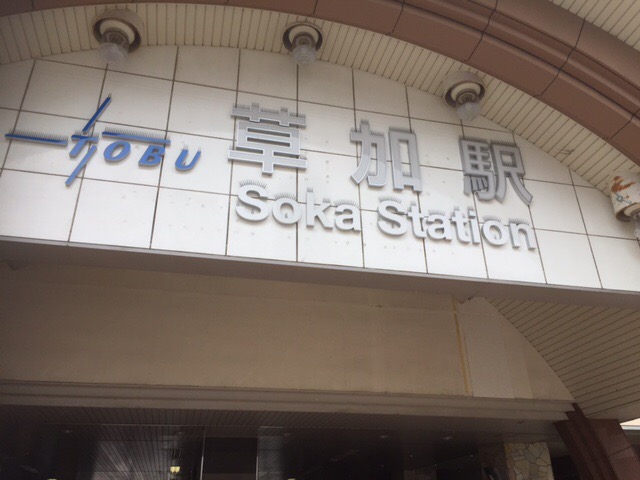 TOBU
草加駅
Soka Station